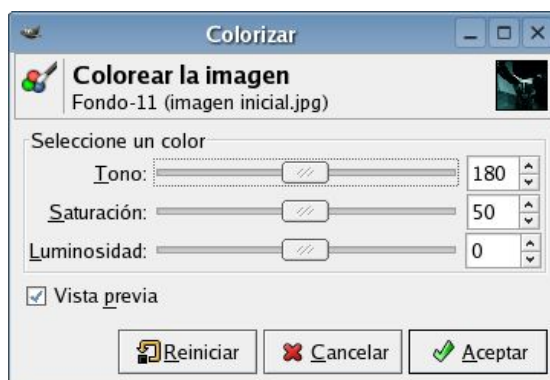 Colorizar
Colorear la imagen
Fondo-11 (imagen inicial.jpg)
Seleccione un color
Tono: 180
Saturación: 50
Luminosidad: 0
Vista previa
Reiniciar Cancelar Aceptar